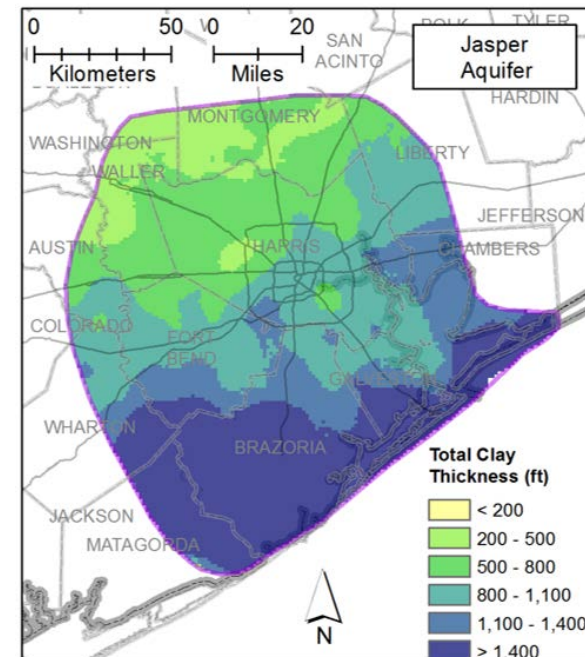 TYLER
0 50 0 20
Kilometers Miles
SAN
ACINTO
Jasper
Aquifer
HARDIN
MONTGOMERY
WASHINGTON
WALLER
LIBERTY
JEFFERSON
AUSTIN
HARRIS
CHAMBERS
COLORADO
FORT
BEND
WHARTON
BRAZORIA
JACKSON
MATAGORDA
N
Total Clay
Thickness (ft)
< 200
200 - 500
500 - 800
800 - 1,100
1,100 - 1,400
> 1,400